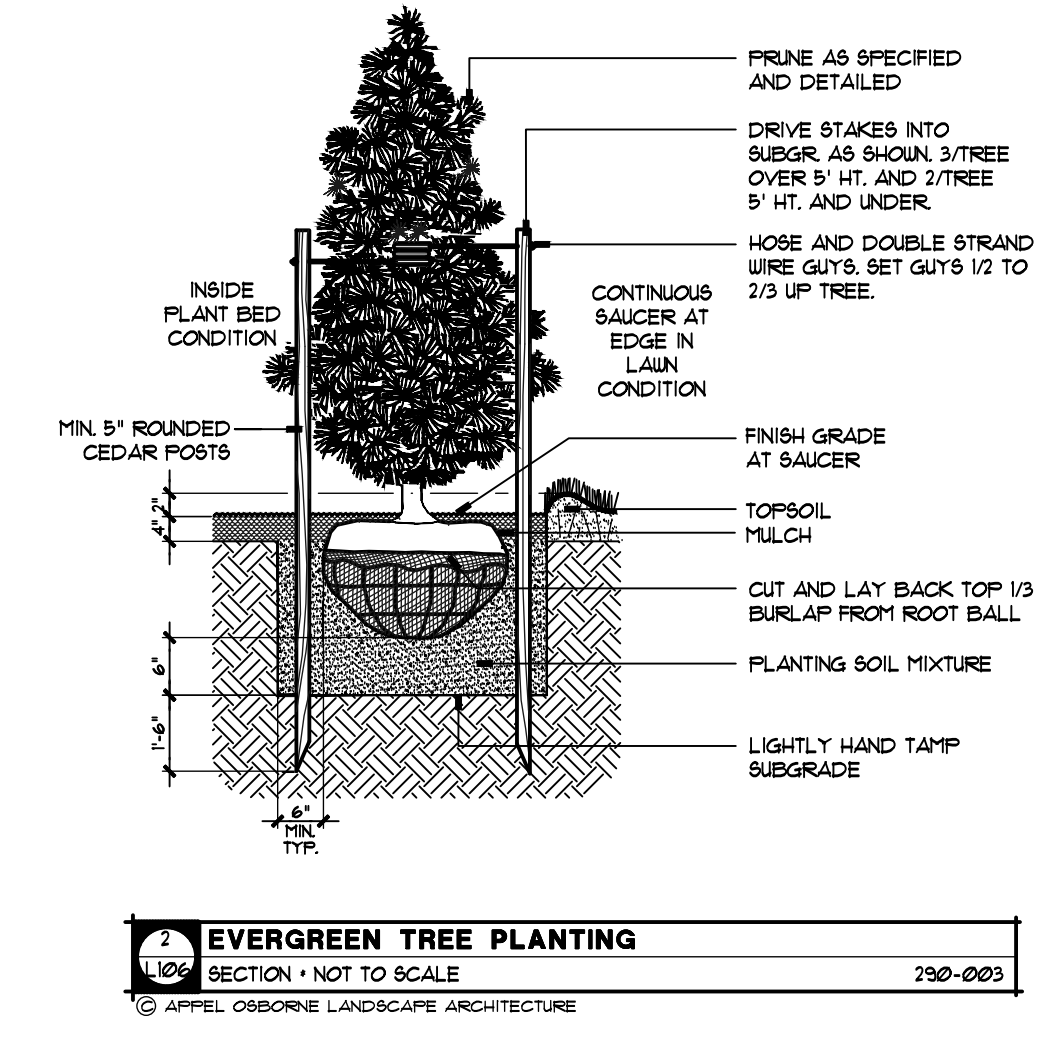 PRUNE AS SPECIFIED
AND DETAILED
DRIVE STAKES INTO
SUBGR. AS SHOWN. 3/TREE
OVER 5' HT. AND 2/TREE
5' HT. AND UNDER.
HOSE AND DOUBLE STRAND
WIRE GUYS. SET GUYS 1/2 TO
2/3 UP TREE.
INSIDE
PLANT BED
CONDITION
CONTINUOUS
SAUCER AT
EDGE IN
LAWN
CONDITION
MIN. 5" ROUNDED
CEDAR POSTS
FINISH GRADE
AT SAUCER
2"
4"
TOPSOIL
MULCH
CUT AND LAY BACK TOP 1/3
BURLAP FROM ROOT BALL
6"
PLANTING SOIL MIXTURE
1'-6"
LIGHTLY HAND TAMP
SUBGRADE
6"
MIN.
TYP.
2
L106
EVERGREEN TREE PLANTING
SECTION • NOT TO SCALE
290-003
© APPEL OSBORNE LANDSCAPE ARCHITECTURE